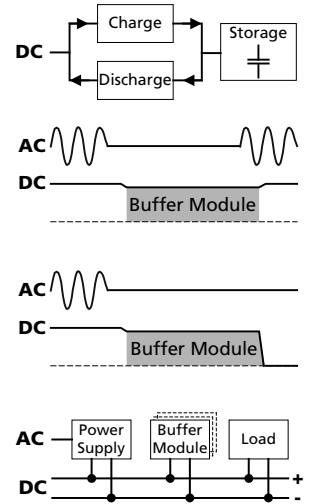 Charge
Storage
DC
Discharge
AC
DC
Buffer Module
AC
DC
Buffer Module
AC
Power
Supply
Buffer
Module
Load
DC
+
-